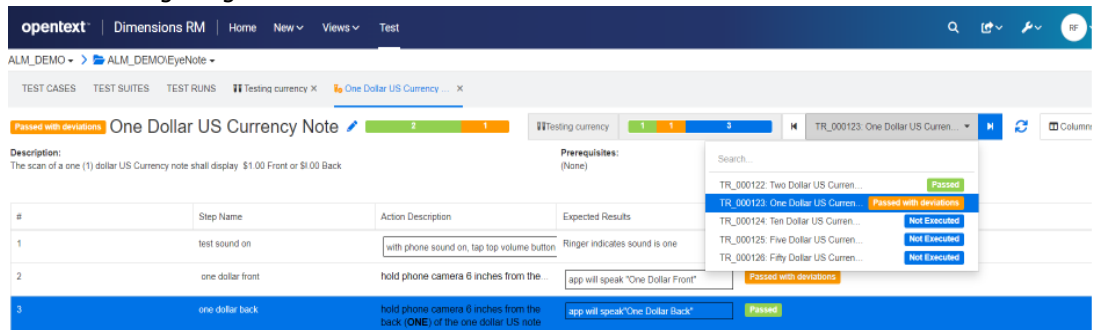 opentext™ | Dimensions RM | Home New Views Test RF
ALM_DEMO > ALM_DEMO\EyeNote
TEST CASES TEST SUITES TEST RUNS Testing currency × One Dollar US Currency ... ×
Passed with deviations One Dollar US Currency Note 2 1 Testing currency 1 1 3 TR_000123: One Dollar US Curren... Columns
Description: Prerequisites:
The scan of a one (1) dollar US Currency note shall display $1.00 Front or $!.00 Back (None)
Search...
TR_000122: Two Dollar US Curren... Passed
TR_000123: One Dollar US Curren... Passed with deviations
TR_000124: Ten Dollar US Curren... Not Executed
TR_000125: Five Dollar US Curren... Not Executed
TR_000126: Fifty Dollar US Curren... Not Executed
# Step Name Action Description Expected Results
1 test sound on with phone sound on, tap top volume button Ringer indicates sound is one
2 one dollar front hold phone camera 6 inches from the... app will speak "One Dollar Front" Passed with deviations
3 one dollar back hold phone camera 6 inches from the app will speak"One Dollar Back" Passed
back (ONE) of the one dollar US note